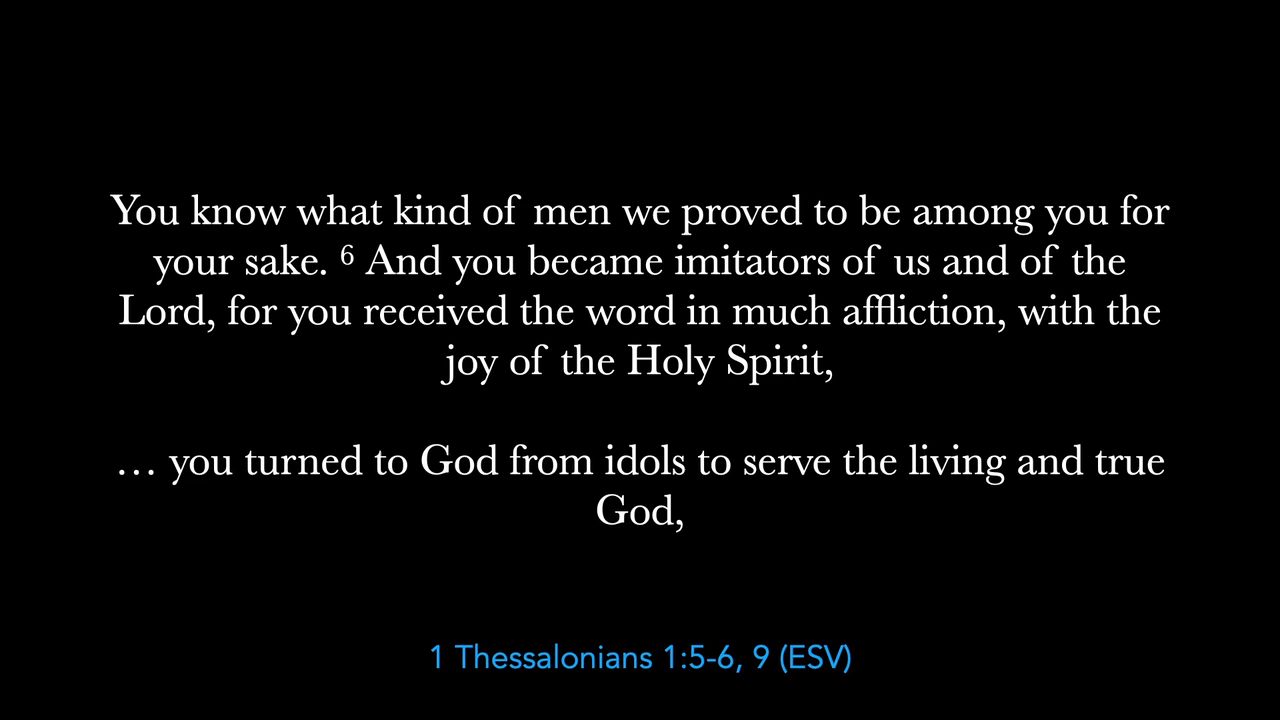 You know what kind of men we proved to be among you for
your sake. ⁶ And you became imitators of us and of the
Lord, for you received the word in much affliction, with the
joy of the Holy Spirit,
… you turned to God from idols to serve the living and true
God,
1 Thessalonians 1:5-6, 9 (ESV)